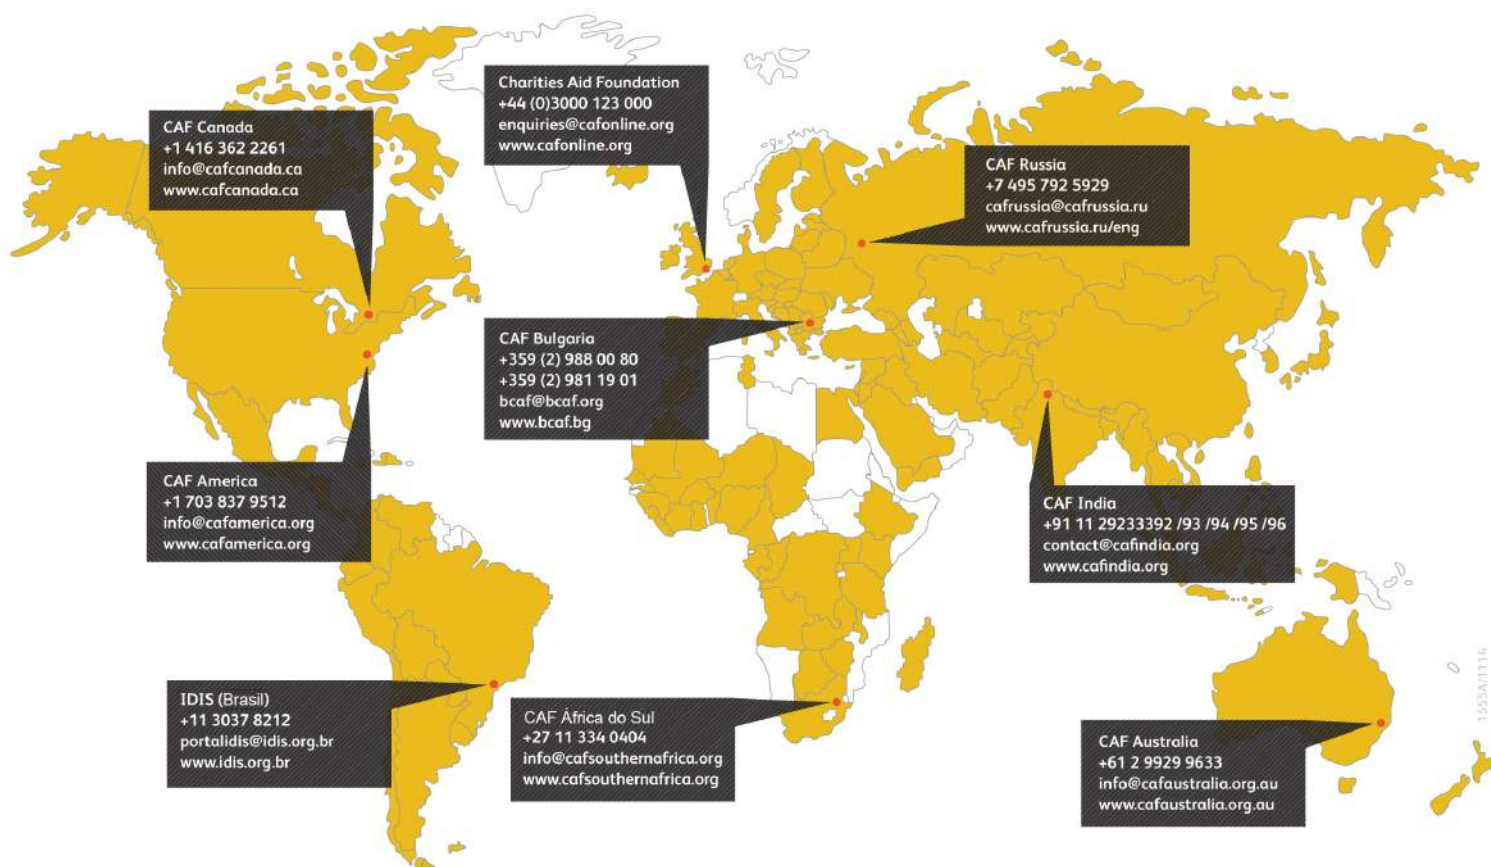 Charities Aid Foundation
+44 (0)3000 123 000
enquiries@cafonline.org
www.cafonline.org
CAF Canada
+1 416 362 2261
info@cafcanada.ca
www.cafcanada.ca
CAF Russia
+7 495 792 5929
cafrussia@cafrussia.ru
www.cafrussia.ru/eng
CAF Bulgaria
+359 (2) 988 00 80
+359 (2) 981 19 01
bcaf@bcaf.org
www.bcaf.bg
CAF America
+1 703 837 9512
info@cafamerica.org
www.cafamerica.org
CAF India
+91 11 29233392 /93 /94 /95 /96
contact@cafindia.org
www.cafindia.org
IDIS (Brasil)
+11 3037 8212
portalidis@idis.org.br
www.idis.org.br
CAF África do Sul
+27 11 334 0404
info@cafsouthernafrica.org
www.cafsouthernafrica.org
CAF Australia
+61 2 9929 9633
info@cafaustralia.org.au
www.cafaustralia.org.au
1555A/1114